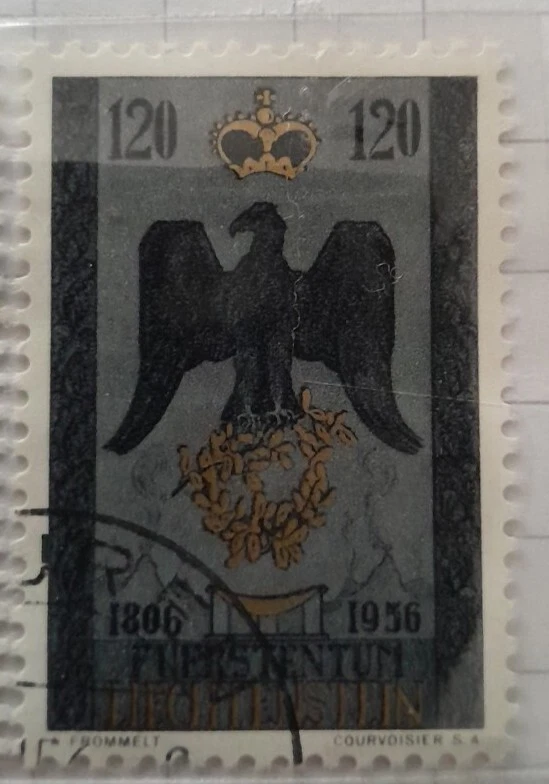 120 120
1806 1956
FUERSTENTUM
LIECHTENSTEIN
FROMMELT COURVOISIER S.A